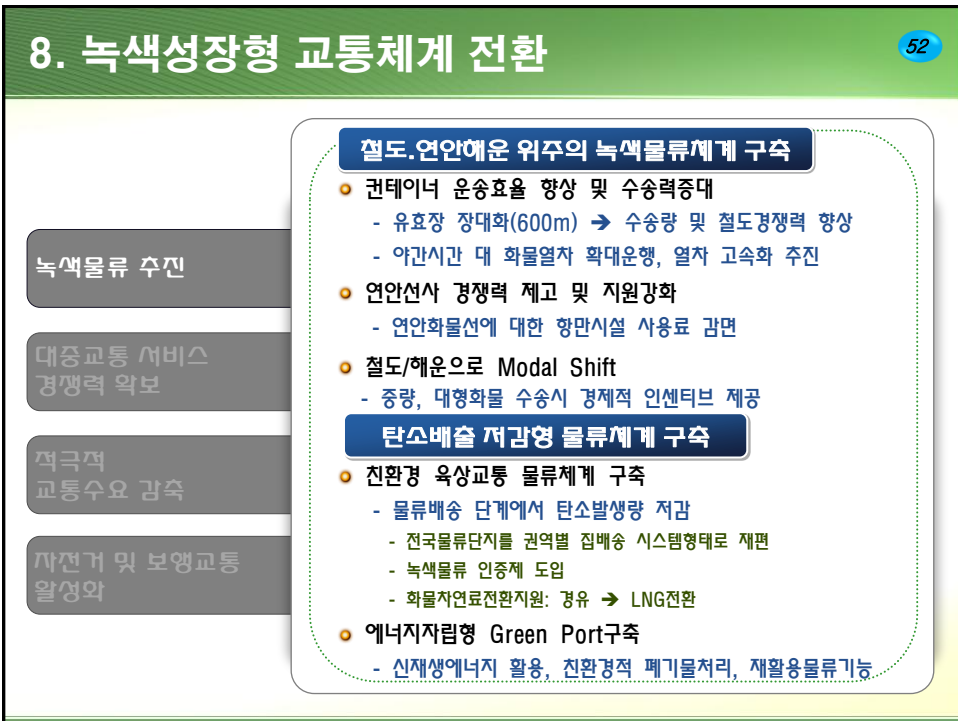 8. 녹색성장형 교통체계 전환
52
녹색물류 추진
대중교통 서비스
경쟁력 확보
적극적
교통수요 감축
자전거 및 보행교통
활성화
철도.연안해운 위주의 녹색물류체계 구축
컨테이너 운송효율 향상 및 수송력증대
- 유효장 장대화(600m) ➔ 수송량 및 철도경쟁력 향상
- 야간시간 대 화물열차 확대운행, 열차 고속화 추진
연안선사 경쟁력 제고 및 지원강화
- 연안화물선에 대한 항만시설 사용료 감면
철도/해운으로 Modal Shift
- 중량, 대형화물 수송시 경제적 인센티브 제공
탄소배출 저감형 물류체계 구축
친환경 육상교통 물류체계 구축
- 물류배송 단계에서 탄소발생량 저감
- 전국물류단지를 권역별 집배송 시스템형태로 재편
- 녹색물류 인증제 도입
- 화물차연료전환지원: 경유 ➔ LNG전환
에너지자립형 Green Port구축
- 신재생에너지 활용, 친환경적 폐기물처리, 재활용물류기능